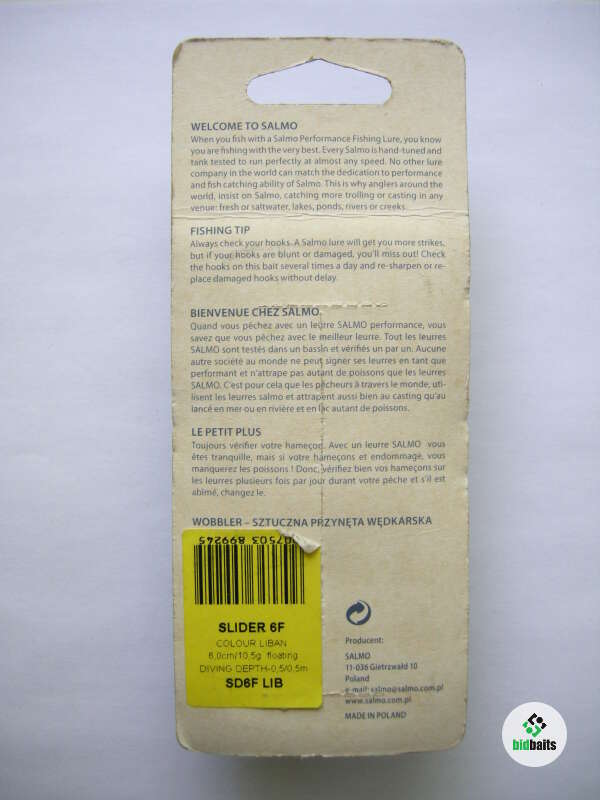 WELCOME TO SALMO
When you fish with a Salmo Performance Fishing Lure, you know
you are fishing with the very best. Every Salmo is hand-tuned and
tank tested to run perfectly at almost any speed. No other lure
company in the world can match the dedication to performance
and fish catching ability of Salmo. This is why anglers around the
world, insist on Salmo, catching more trolling or casting in any
venue: fresh or saltwater, lakes, ponds, rivers or creeks.
FISHING TIP
Always check your hooks. A Salmo lure will get you more strikes,
but if your hooks are blunt or damaged, you'll miss out! Check
the hooks on this bait several times a day and re-sharpen or re-
place damaged hooks without delay.
BIENVENUE CHEZ SALMO.
Quand vous pêchez avec un leurre SALMO performance, vous
savez que vous pêchez avec le meilleur leurre. Tout les leurres
SALMO sont testés dans un bassin et vérifiés un par un. Aucune
autre société au monde ne peut signer ses leurres en tant que
performant et n'attrape pas autant de poissons que les leurres
SALMO. C'est pour cela que les pêcheurs à travers le monde, uti-
lisent les leurres salmo et attrapent aussi bien au casting qu'au
lancé en mer ou en rivière et en lac autant de poissons.
LE PETIT PLUS
Toujours vérifier votre hameçon. Avec un leurre SALMO vous
êtes tranquille, mais si votre hameçons et endommagé, vous
manquerez les poissons ! Donc, vérifiez bien vos hameçons sur
les leurres plusieurs fois par jour durant votre pêche et s'il est
abîmé, changez le.
WOBBLER – SZTUCZNA PRZYNĘTA WĘDKARSKA
07503 899245
SLIDER 6F
COLOUR LIBAN
6,0cm/10,5g floating
DIVING DEPTH-0,5/0,5m
SD6F LIB
Producent:
SALMO
11-036 Gietrzwałd 10
Poland
e-mail: salmo@salmo.com.pl
www.salmo.com.pl
MADE IN POLAND
bidbaits